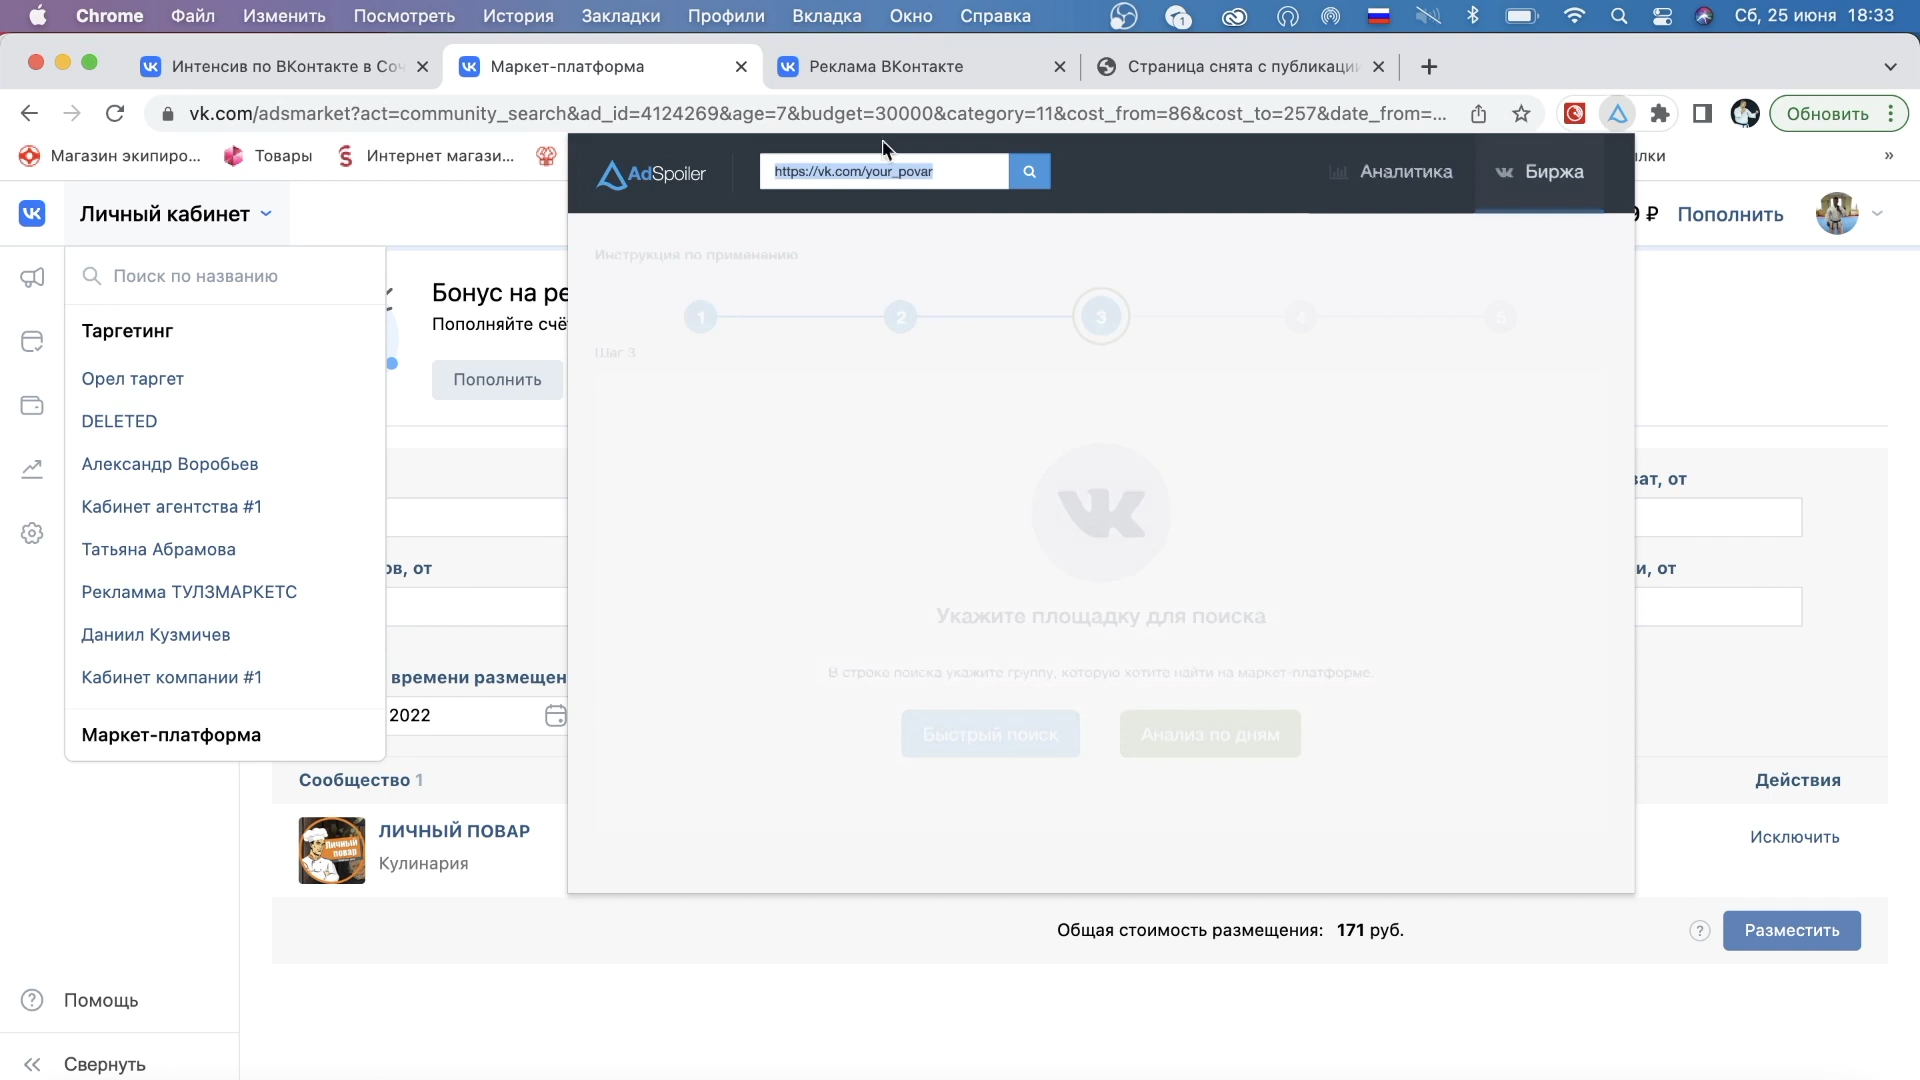 Chrome Файл Изменить Посмотреть История Закладки Профили Вкладка Окно Справка
1
Сб, 25 июня 18:33
Интенсив по ВКонтакте в Соч
Маркет-платформа
Реклама ВКонтакте
Страница снята с публикации
vk.com/adsmarket?act=community_search&ad_id=4124269&age=7&budget=30000&category=11&cost_from=86&cost_to=257&date_from=...
Обновить
Магазин экипиро...
Товары
Интернет магази...
лки
»
AdSpoiler
https://vk.com/your_povar
Аналитика
Биржа
Личный кабинет
₽ Пополнить
Поиск по названию
Таргетинг
Орел таргет
DELETED
Александр Воробьев
Кабинет агентства #1
Татьяна Абрамова
Рекламма ТУЛЗМАРКЕТС
Даниил Кузмичев
Кабинет компании #1
Маркет-платформа
Бонус на ре
Пополняйте счё
Пополнить
Инструкция по применению
1 2 3 4 5
Шаг 3
Укажите площадку для поиска
В строке поиска укажите группу, которую хотите найти на маркет-платформе.
Быстрый поиск
Анализ по дням
ват, от
ов, от
и, от
времени размещен
2022
Сообщество 1
Действия
ЛИЧНЫЙ ПОВАР
Кулинария
Личный
повар
Исключить
Общая стоимость размещения: 171 руб.
?
Разместить
Помощь
Свернуть